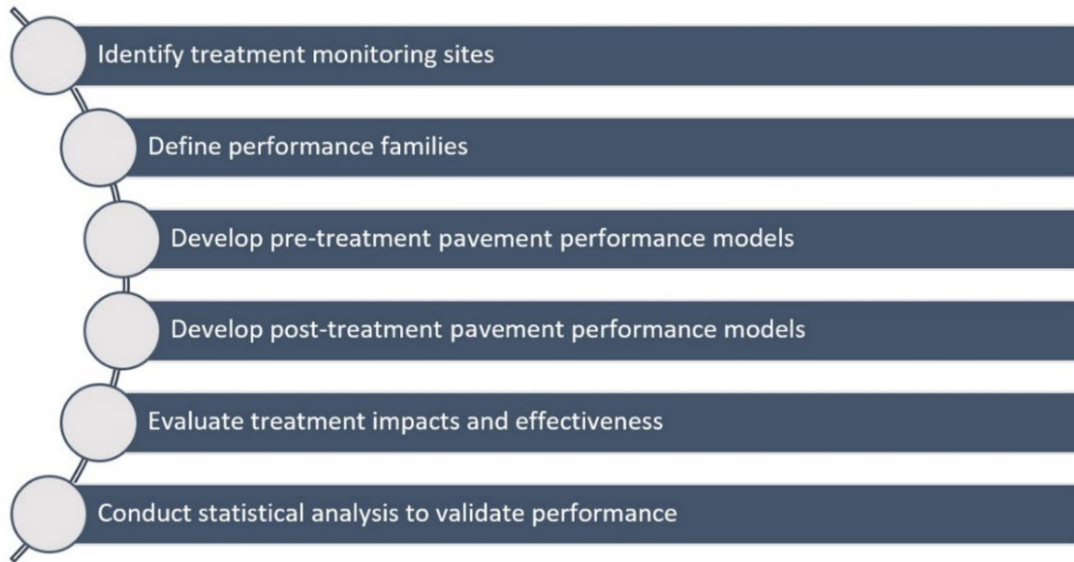 Identify treatment monitoring sites
Define performance families
Develop pre-treatment pavement performance models
Develop post-treatment pavement performance models
Evaluate treatment impacts and effectiveness
Conduct statistical analysis to validate performance